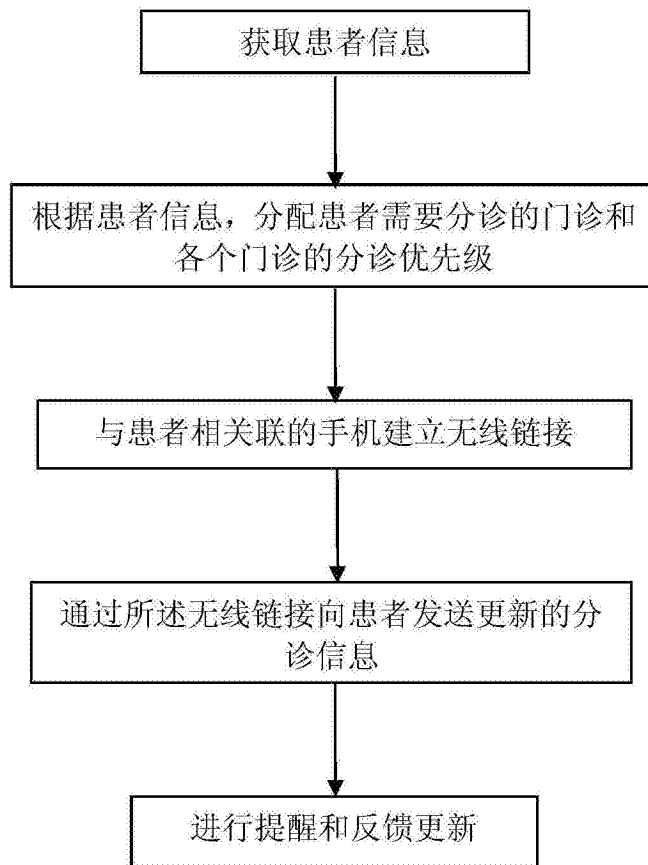 获取患者信息
根据患者信息，分配患者需要分诊的门诊和
各个门诊的分诊优先级
与患者相关联的手机建立无线链接
通过所述无线链接向患者发送更新的分
诊信息
进行提醒和反馈更新